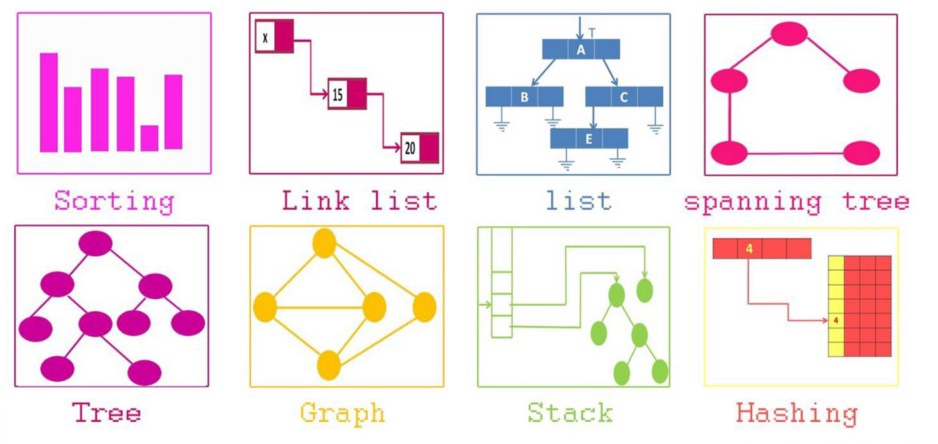 x
15
20
T
A
B
C
E
Sorting
Link list
list
spanning tree
4
4
Tree
Graph
Stack
Hashing